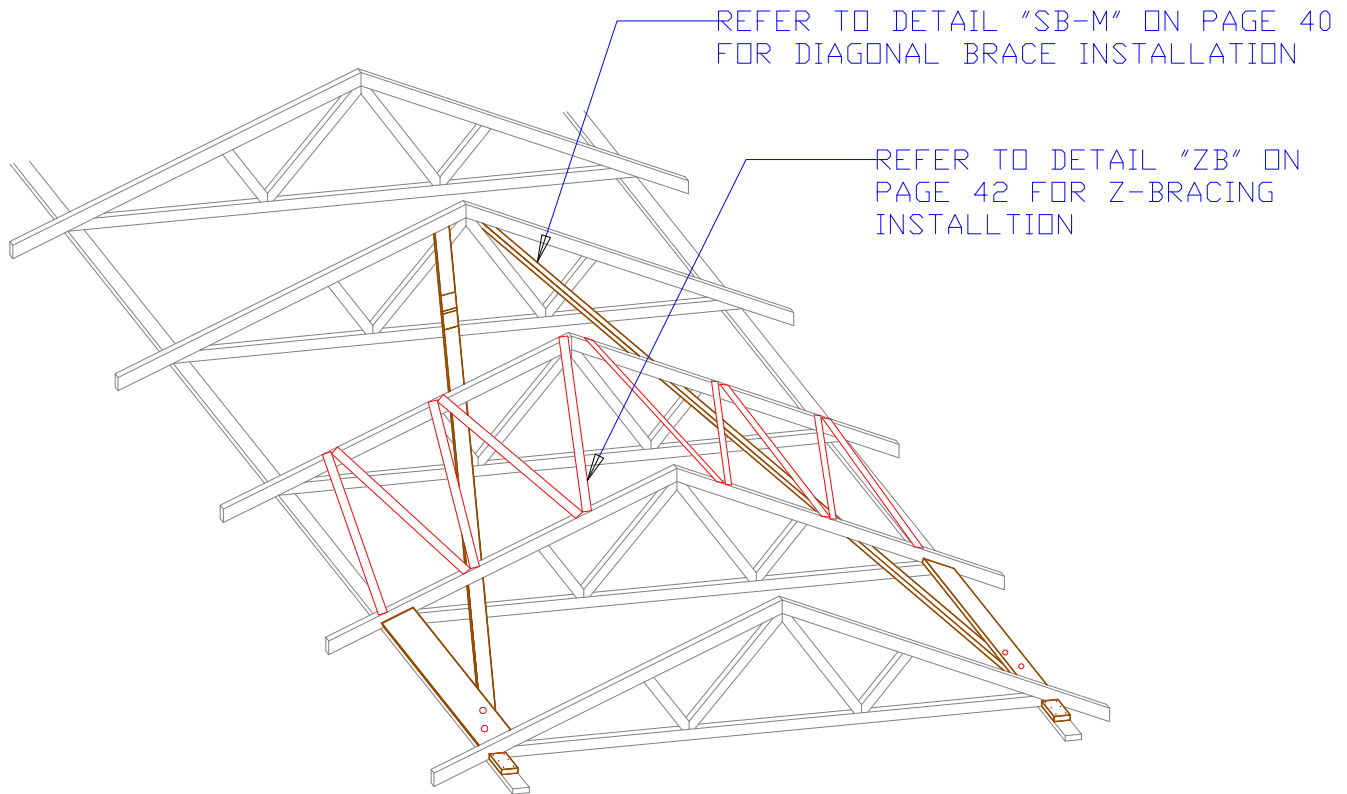 REFER TO DETAIL "SB-M" ON PAGE 40
FOR DIAGONAL BRACE INSTALLATION
REFER TO DETAIL "ZB" ON
PAGE 42 FOR Z-BRACING
INSTALLTION